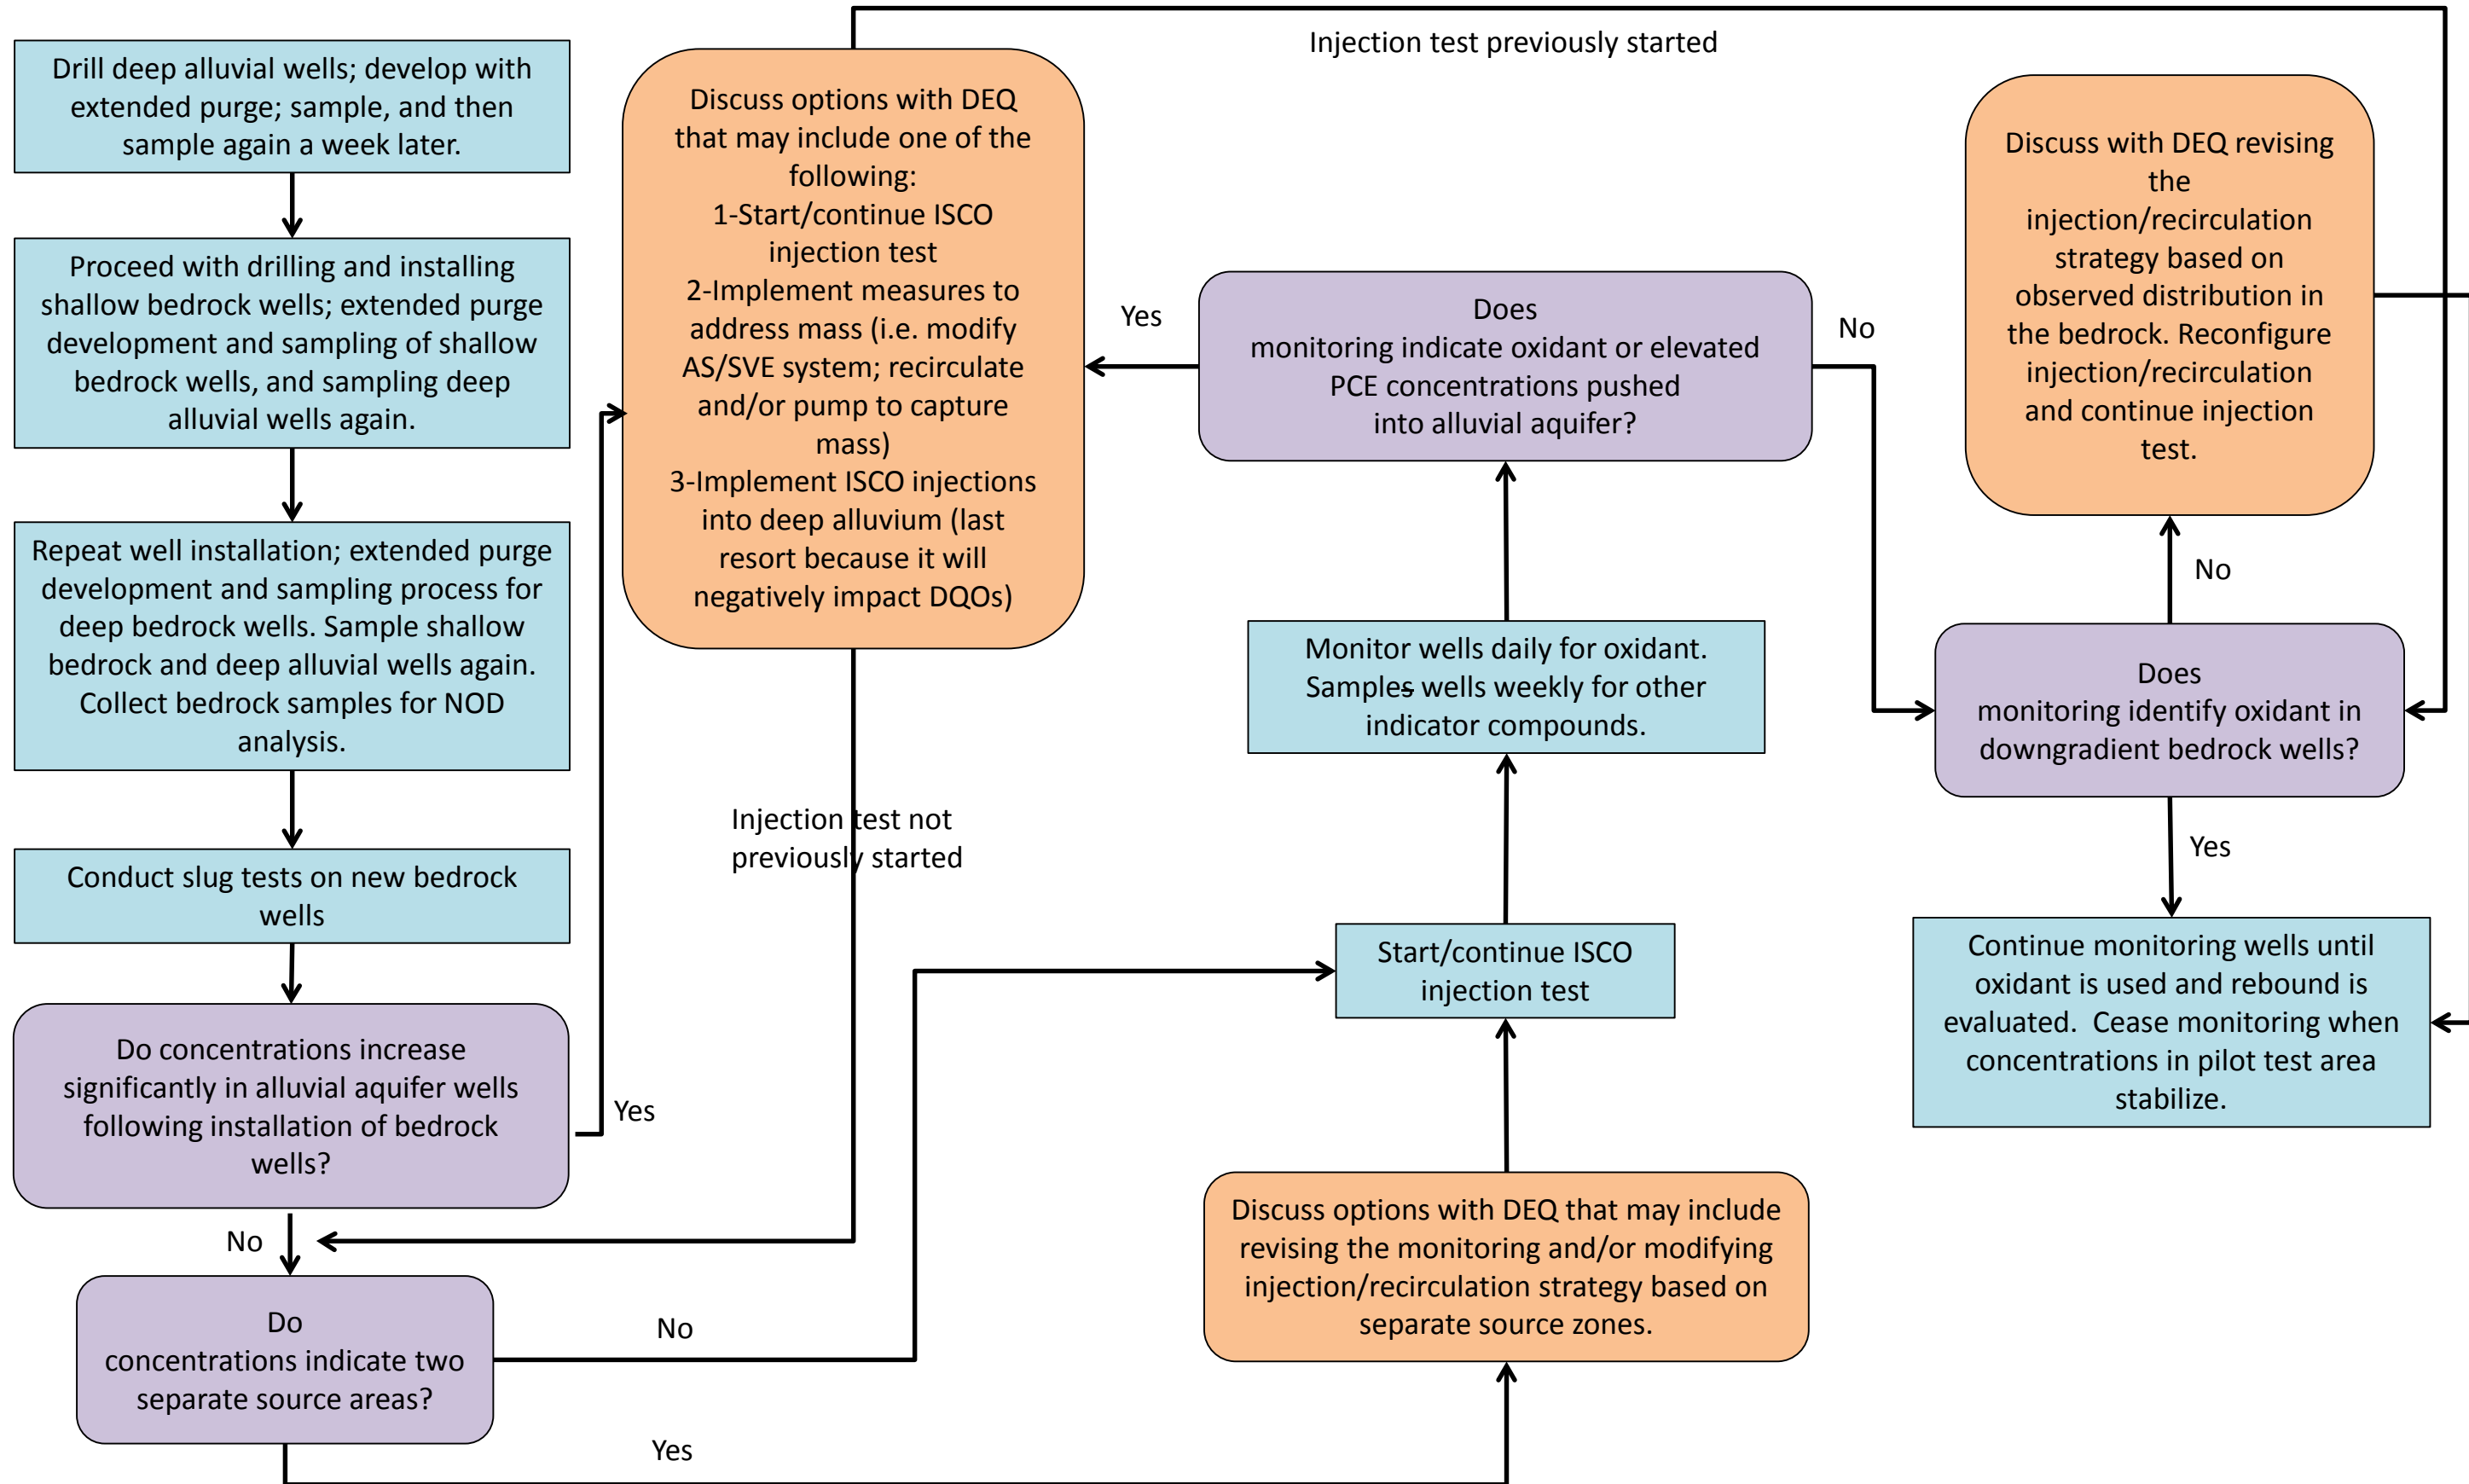 Drill deep alluvial wells; develop with
extended purge; sample, and then
sample again a week later.
Proceed with drilling and installing
shallow bedrock wells; extended purge
development and sampling of shallow
bedrock wells, and sampling deep
alluvial wells again.
Repeat well installation; extended purge
development and sampling process for
deep bedrock wells. Sample shallow
bedrock and deep alluvial wells again.
Collect bedrock samples for NOD
analysis.
Conduct slug tests on new bedrock
wells
Do concentrations increase
significantly in alluvial aquifer wells
following installation of bedrock
wells?
Yes
No
Do
concentrations indicate two
separate source areas?
No
Yes
Discuss options with DEQ
that may include one of the
following:
1-Start/continue ISCO
injection test
2-Implement measures to
address mass (i.e. modify
AS/SVE system; recirculate
and/or pump to capture
mass)
3-Implement ISCO injections
into deep alluvium (last
resort because it will
negatively impact DQOs)
Injection test not
previously started
Injection test previously started
Yes
Does
monitoring indicate oxidant or elevated
PCE concentrations pushed
into alluvial aquifer?
No
Monitor wells daily for oxidant.
Samples wells weekly for other
indicator compounds.
Start/continue ISCO
injection test
Discuss options with DEQ that may include
revising the monitoring and/or modifying
injection/recirculation strategy based on
separate source zones.
Discuss with DEQ revising
the
injection/recirculation
strategy based on
observed distribution in
the bedrock. Reconfigure
injection/recirculation
and continue injection
test.
No
Does
monitoring identify oxidant in
downgradient bedrock wells?
Yes
Continue monitoring wells until
oxidant is used and rebound is
evaluated.  Cease monitoring when
concentrations in pilot test area
stabilize.